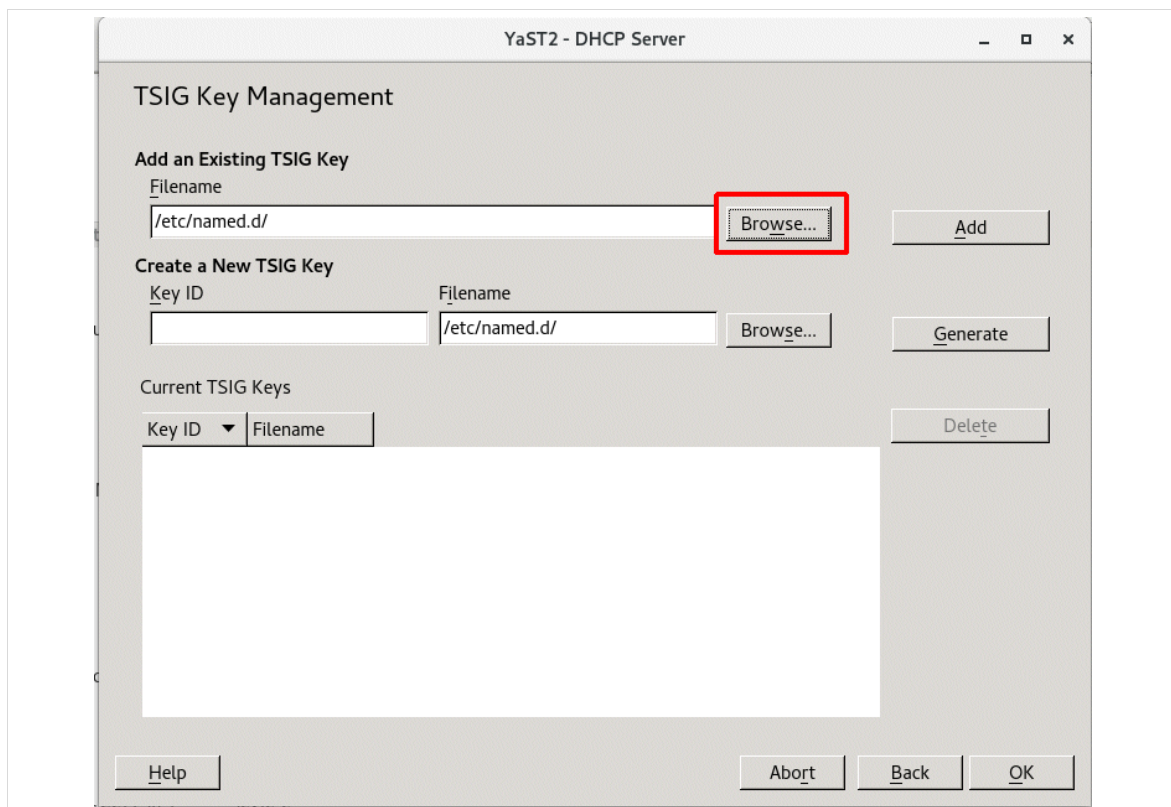 YaST2 - DHCP Server
TSIG Key Management
Add an Existing TSIG Key
Filename
/etc/named.d/ Browse... Add
Create a New TSIG Key
Key ID Filename
/etc/named.d/ Browse... Generate
Current TSIG Keys
Key ID Filename Delete
Help Abort Back OK